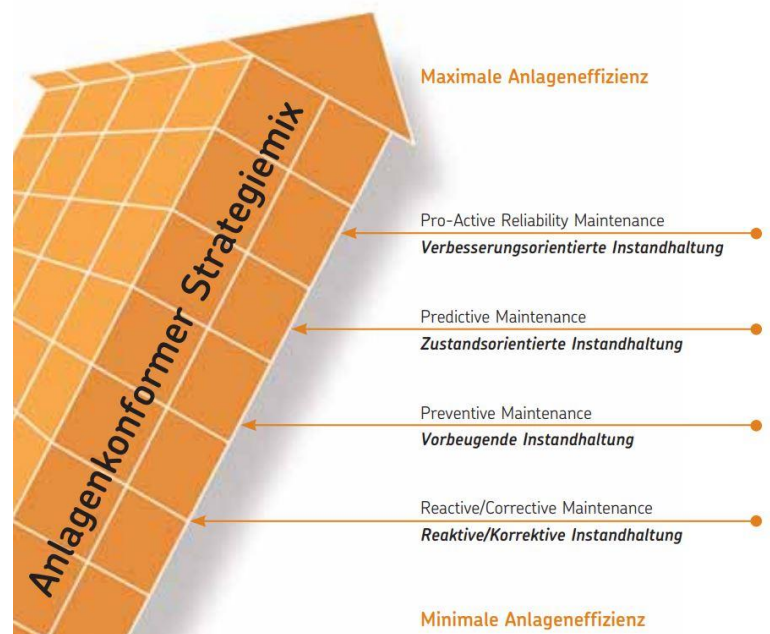 Maximale Anlageneffizienz
Anlagenkonformer Strategiemix
Pro-Active Reliability Maintenance
Verbesserungsorientierte Instandhaltung
Predictive Maintenance
Zustandsorientierte Instandhaltung
Preventive Maintenance
Vorbeugende Instandhaltung
Reactive/Corrective Maintenance
Reaktive/Korrektive Instandhaltung
Minimale Anlageneffizienz